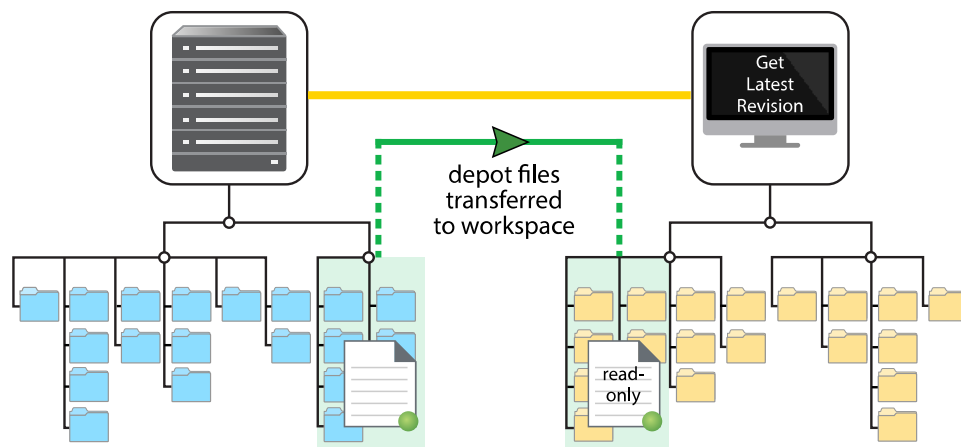 Get
Latest
Revision
depot files
transferred
to workspace
read-
only